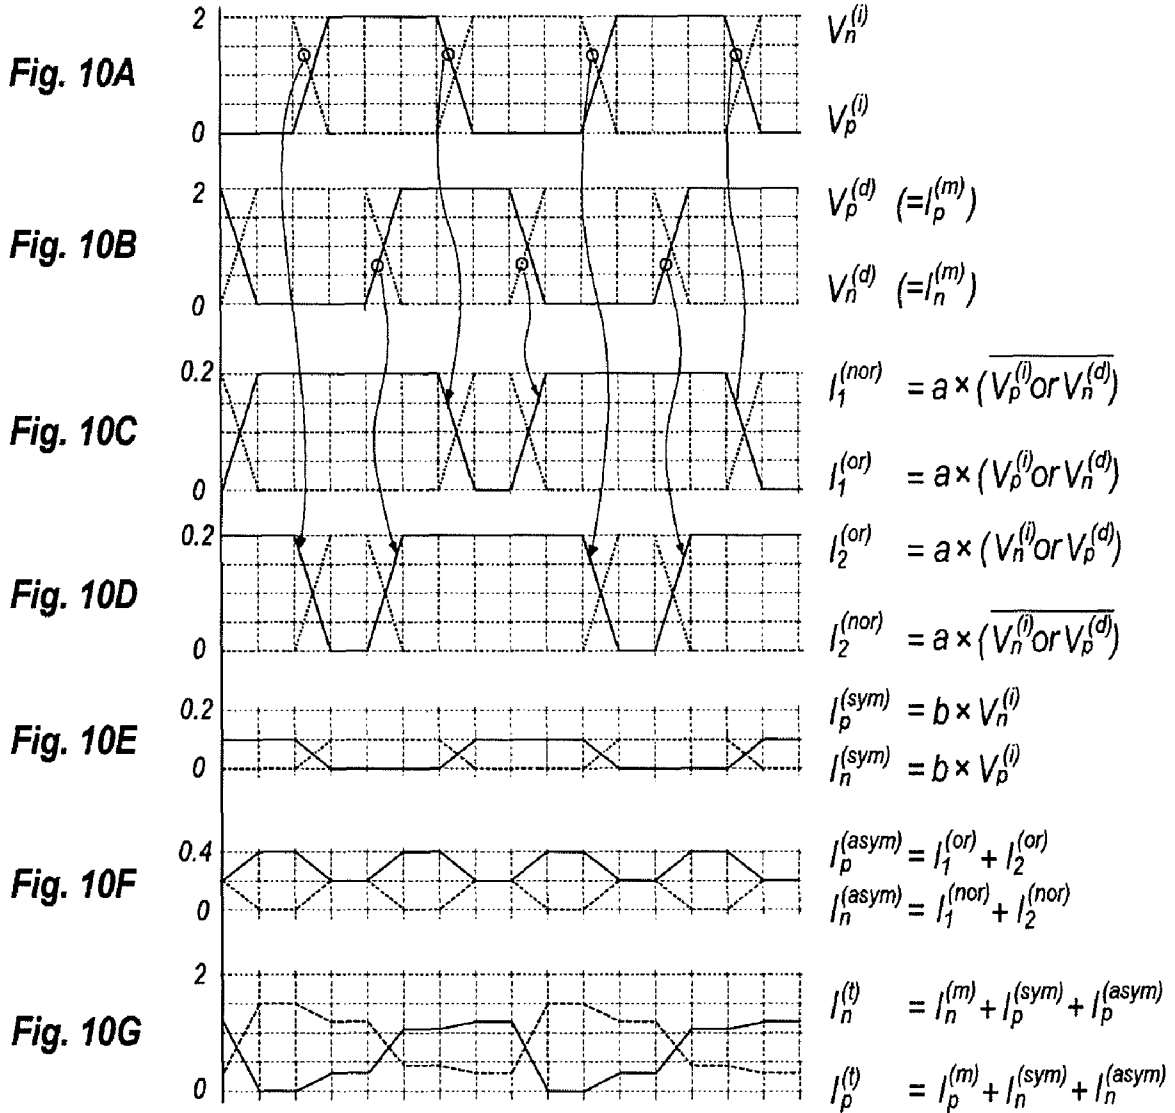 Fig. 10A
2
0
V_n^{(i)}
V_p^{(i)}
Fig. 10B
2
0
V_p^{(d)} (=I_p^{(m)})
V_n^{(d)} (=I_n^{(m)})
Fig. 10C
0.2
0
I_1^{(nor)} = a × (\overline{V_p^{(i)} or V_n^{(d)}})
I_1^{(or)} = a × (V_p^{(i)} or V_n^{(d)})
Fig. 10D
0.2
0
I_2^{(or)} = a × (V_n^{(i)} or V_p^{(d)})
I_2^{(nor)} = a × (\overline{V_n^{(i)} or V_p^{(d)}})
Fig. 10E
0.2
0
I_p^{(sym)} = b × V_n^{(i)}
I_n^{(sym)} = b × V_p^{(i)}
Fig. 10F
0.4
0
I_p^{(asym)} = I_1^{(or)} + I_2^{(or)}
I_n^{(asym)} = I_1^{(nor)} + I_2^{(nor)}
Fig. 10G
2
0
I_n^{(t)} = I_n^{(m)} + I_p^{(sym)} + I_p^{(asym)}
I_p^{(t)} = I_p^{(m)} + I_n^{(sym)} + I_n^{(asym)}